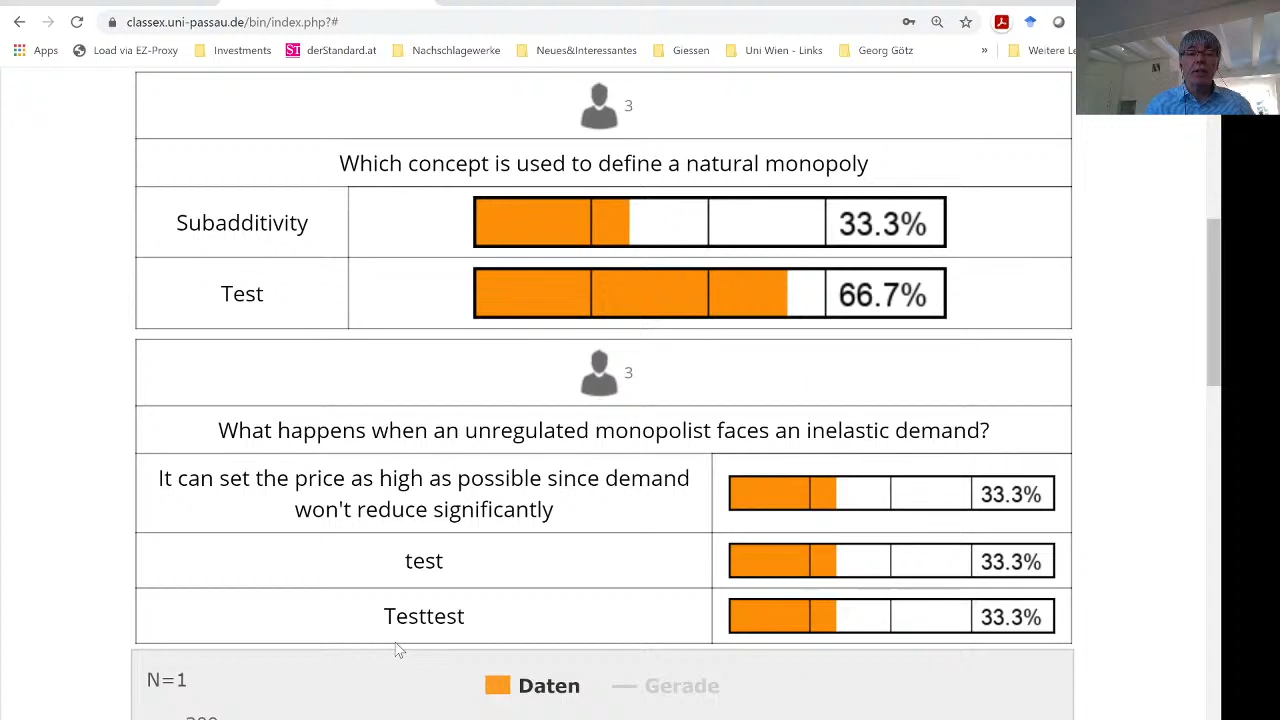 classex.uni-passau.de/bin/index.php?#
Apps Load via EZ-Proxy Investments ST derStandard.at Nachschlagewerke Neues&Interessantes Giessen Uni Wien - Links Georg Götz » Weitere Le
3
Which concept is used to define a natural monopoly
Subadditivity 33.3%
Test 66.7%
3
What happens when an unregulated monopolist faces an inelastic demand?
It can set the price as high as possible since demand
won't reduce significantly 33.3%
test 33.3%
Testtest 33.3%
N=1 Daten Gerade